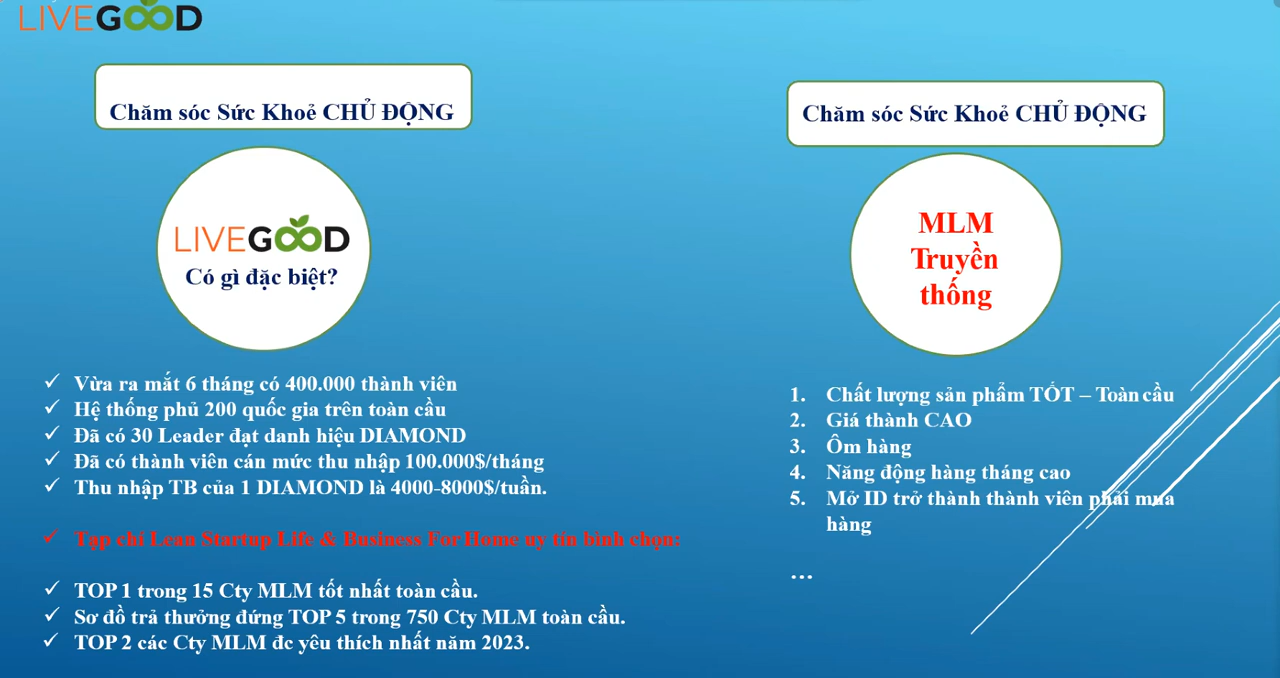 LIVEGOOD
Chăm sóc Sức Khoẻ CHỦ ĐỘNG
LIVEGOOD
Có gì đặc biệt?
Vừa ra mắt 6 tháng có 400.000 thành viên
Hệ thống phủ 200 quốc gia trên toàn cầu
Đã có 30 Leader đạt danh hiệu DIAMOND
Đã có thành viên cán mức thu nhập 100.000$/tháng
Thu nhập TB của 1 DIAMOND là 4000-8000$/tuần.
Tạp chí Lean Startup Life & Business For Home uy tín bình chọn:
TOP 1 trong 15 Cty MLM tốt nhất toàn cầu.
Sơ đồ trả thưởng đứng TOP 5 trong 750 Cty MLM toàn cầu.
TOP 2 các Cty MLM đc yêu thích nhất năm 2023.
Chăm sóc Sức Khoẻ CHỦ ĐỘNG
MLM
Truyền
thống
1. Chất lượng sản phẩm TỐT – Toàn cầu
2. Giá thành CAO
3. Ôm hàng
4. Năng động hàng tháng cao
5. Mở ID trở thành thành viên phải mua
hàng
...